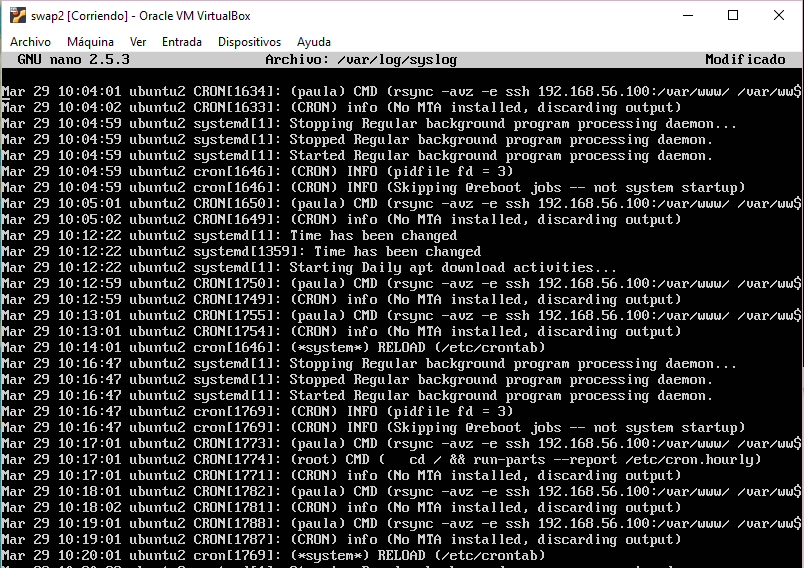 swap2 [Corriendo] - Oracle VM VirtualBox
Archivo Máquina Ver Entrada Dispositivos Ayuda
GNU nano 2.5.3 Archivo: /var/log/syslog Modificado
Mar 29 10:04:01 ubuntu2 CRON[1634]: (paula) CMD (rsync -avz -e ssh 192.168.56.100:/var/www/ /var/ww$
Mar 29 10:04:02 ubuntu2 CRON[1633]: (CRON) info (No MTA installed, discarding output)
Mar 29 10:04:59 ubuntu2 systemd[1]: Stopping Regular background program processing daemon...
Mar 29 10:04:59 ubuntu2 systemd[1]: Stopped Regular background program processing daemon.
Mar 29 10:04:59 ubuntu2 systemd[1]: Started Regular background program processing daemon.
Mar 29 10:04:59 ubuntu2 cron[1646]: (CRON) INFO (pidfile fd = 3)
Mar 29 10:04:59 ubuntu2 cron[1646]: (CRON) INFO (Skipping @reboot jobs -- not system startup)
Mar 29 10:05:01 ubuntu2 CRON[1650]: (paula) CMD (rsync -avz -e ssh 192.168.56.100:/var/www/ /var/ww$
Mar 29 10:05:02 ubuntu2 CRON[1649]: (CRON) info (No MTA installed, discarding output)
Mar 29 10:12:22 ubuntu2 systemd[1]: Time has been changed
Mar 29 10:12:22 ubuntu2 systemd[1359]: Time has been changed
Mar 29 10:12:22 ubuntu2 systemd[1]: Starting Daily apt download activities...
Mar 29 10:12:59 ubuntu2 CRON[1750]: (paula) CMD (rsync -avz -e ssh 192.168.56.100:/var/www/ /var/ww$
Mar 29 10:12:59 ubuntu2 CRON[1749]: (CRON) info (No MTA installed, discarding output)
Mar 29 10:13:01 ubuntu2 CRON[1755]: (paula) CMD (rsync -avz -e ssh 192.168.56.100:/var/www/ /var/ww$
Mar 29 10:13:01 ubuntu2 CRON[1754]: (CRON) info (No MTA installed, discarding output)
Mar 29 10:14:01 ubuntu2 cron[1646]: (*system*) RELOAD (/etc/crontab)
Mar 29 10:16:47 ubuntu2 systemd[1]: Stopping Regular background program processing daemon...
Mar 29 10:16:47 ubuntu2 systemd[1]: Stopped Regular background program processing daemon.
Mar 29 10:16:47 ubuntu2 systemd[1]: Started Regular background program processing daemon.
Mar 29 10:16:47 ubuntu2 cron[1769]: (CRON) INFO (pidfile fd = 3)
Mar 29 10:16:47 ubuntu2 cron[1769]: (CRON) INFO (Skipping @reboot jobs -- not system startup)
Mar 29 10:17:01 ubuntu2 CRON[1773]: (paula) CMD (rsync -avz -e ssh 192.168.56.100:/var/www/ /var/ww$
Mar 29 10:17:01 ubuntu2 CRON[1774]: (root) CMD (   cd / && run-parts --report /etc/cron.hourly)
Mar 29 10:17:01 ubuntu2 CRON[1771]: (CRON) info (No MTA installed, discarding output)
Mar 29 10:18:01 ubuntu2 CRON[1782]: (paula) CMD (rsync -avz -e ssh 192.168.56.100:/var/www/ /var/ww$
Mar 29 10:18:02 ubuntu2 CRON[1781]: (CRON) info (No MTA installed, discarding output)
Mar 29 10:19:01 ubuntu2 CRON[1788]: (paula) CMD (rsync -avz -e ssh 192.168.56.100:/var/www/ /var/ww$
Mar 29 10:19:01 ubuntu2 CRON[1787]: (CRON) info (No MTA installed, discarding output)
Mar 29 10:20:01 ubuntu2 cron[1769]: (*system*) RELOAD (/etc/crontab)